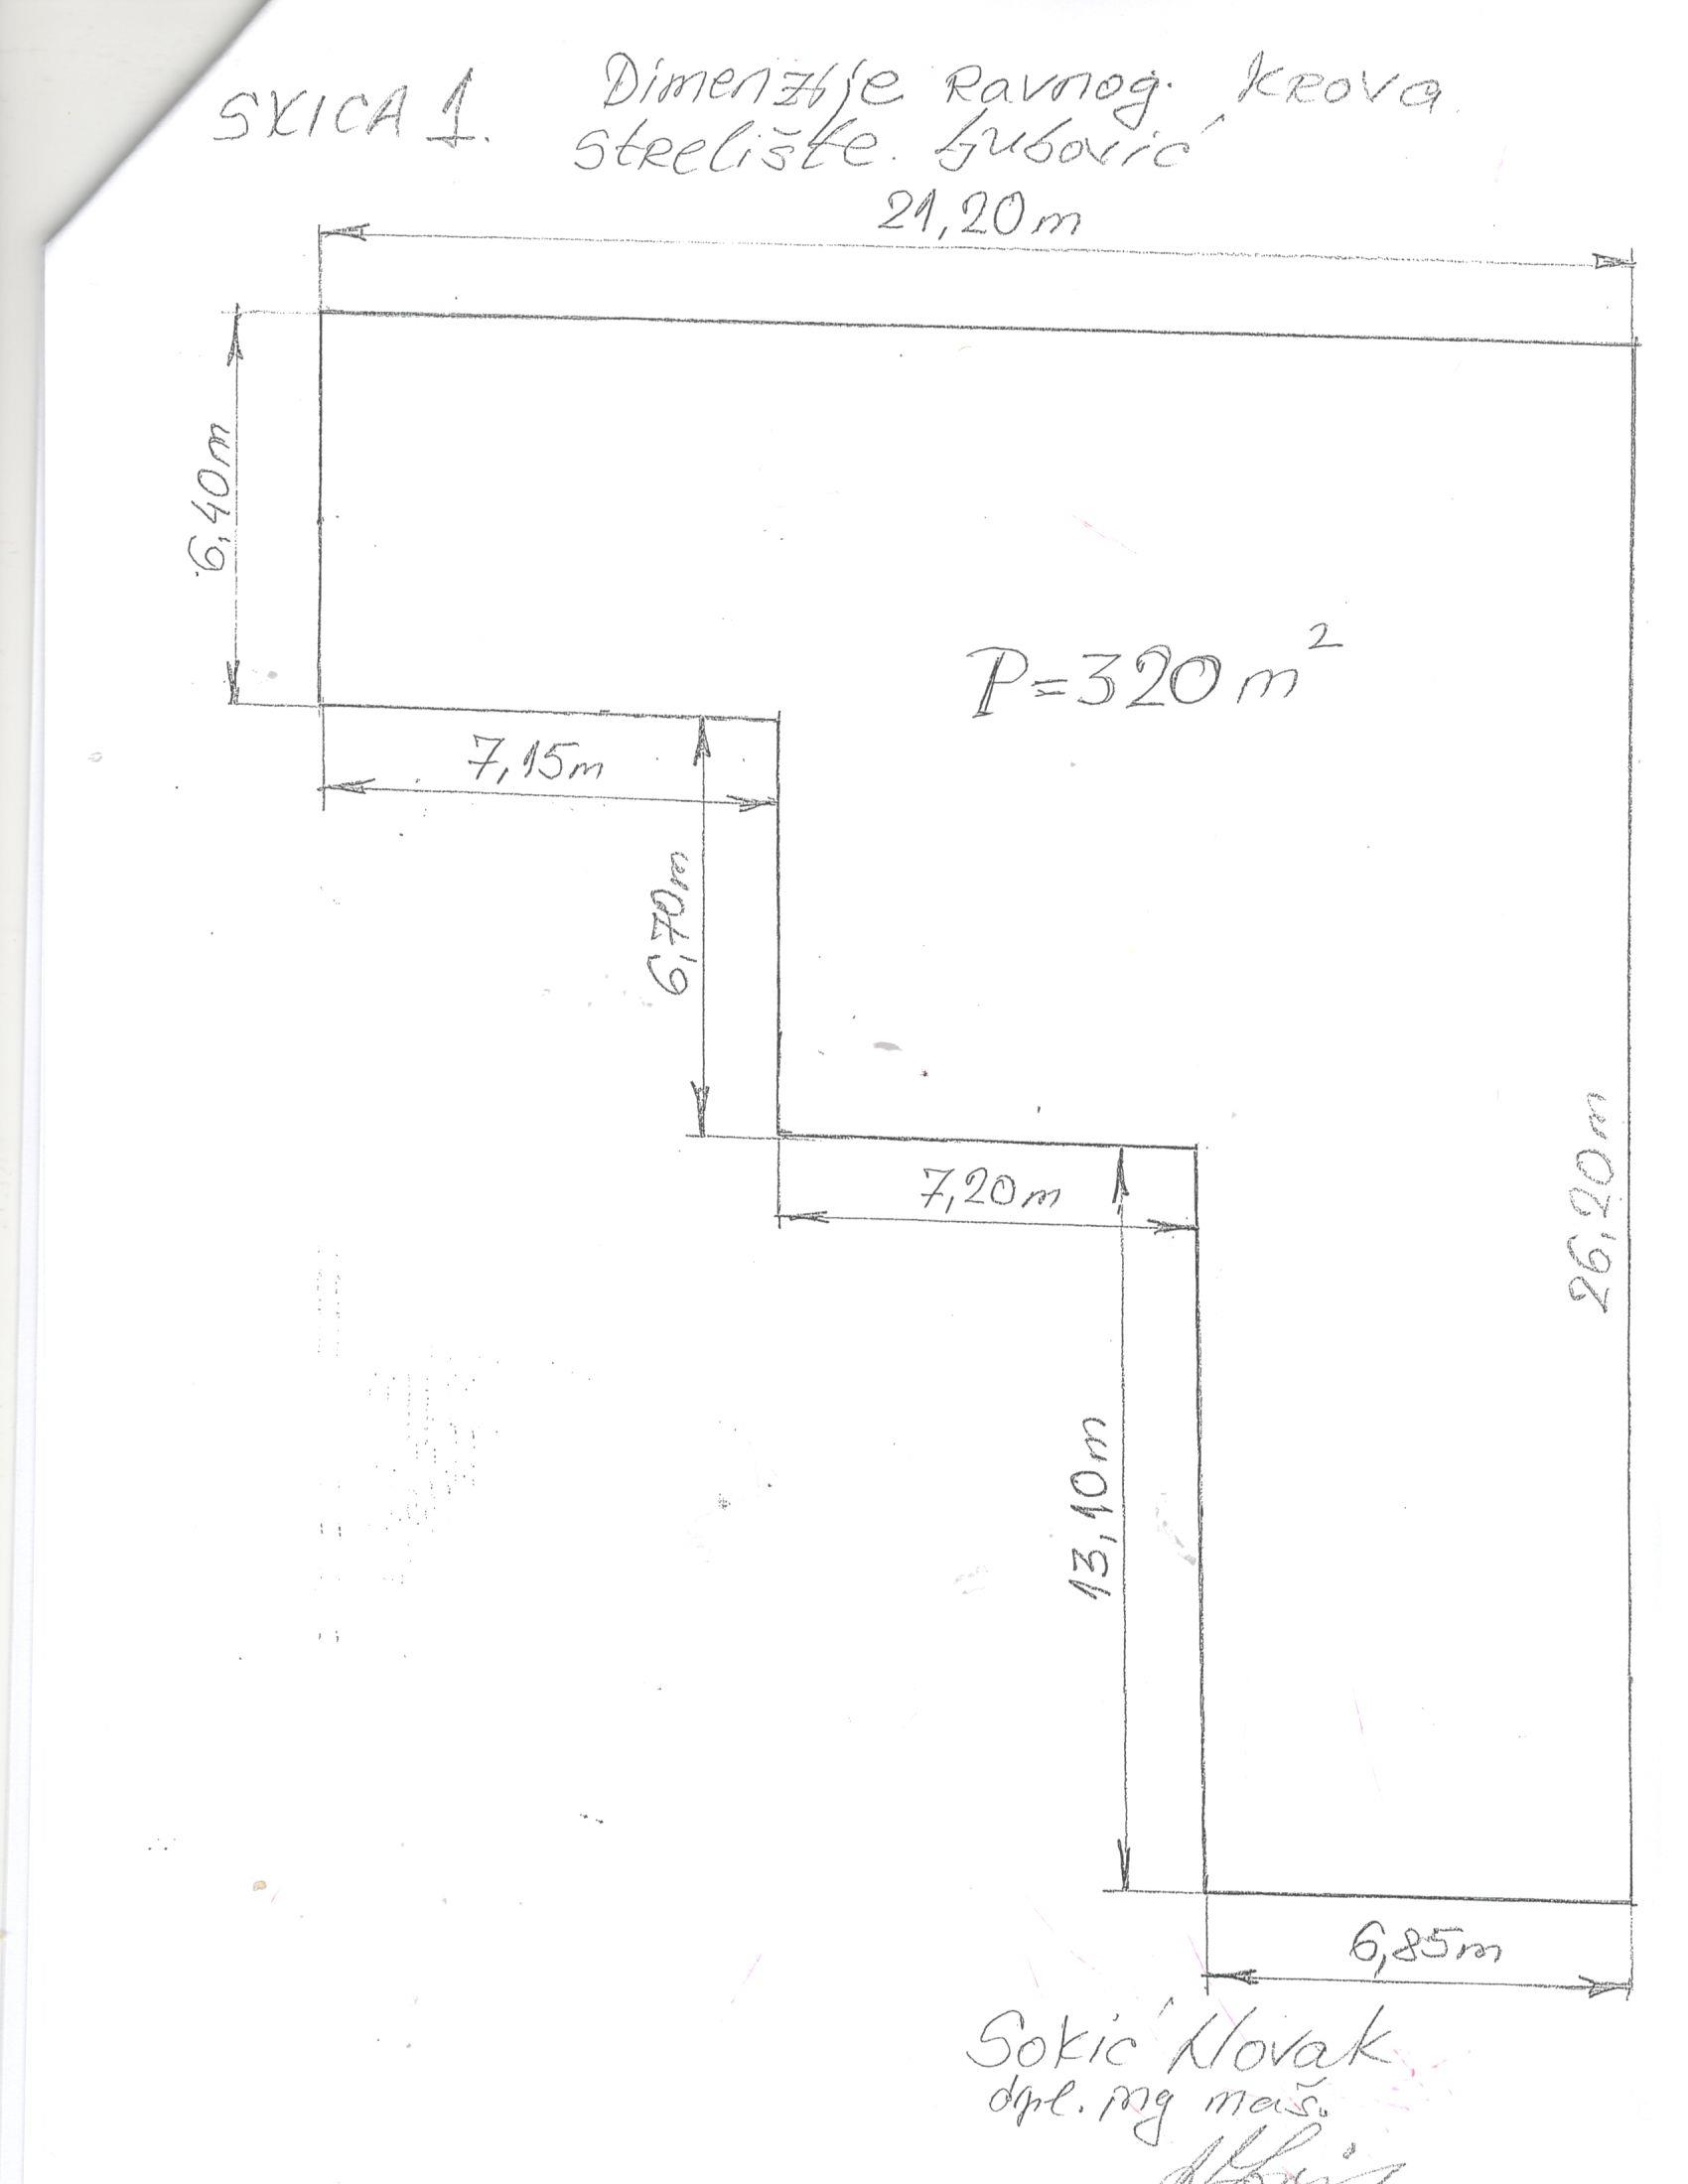 SKICA 1.
Dimenzije Ravnog. Krova
Strelište. Ljubović
21,20m
6,40m
P=320m²
7,15m
6,70m
7,20m
26,20m
13,10m
6,85m
Sokić Novak
dipl. ing maš.